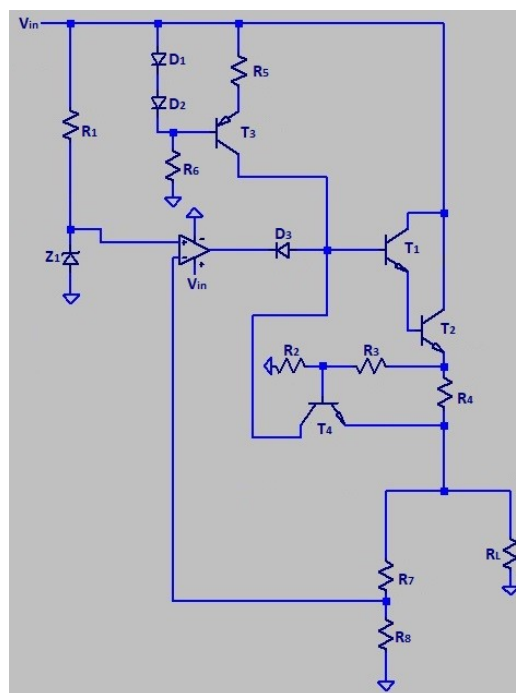 Vin
D1
D2
R5
R1
T3
R6
Z1
+
-
-
+
Vin
D3
T1
T2
R2
R3
R4
T4
R7
RL
R8